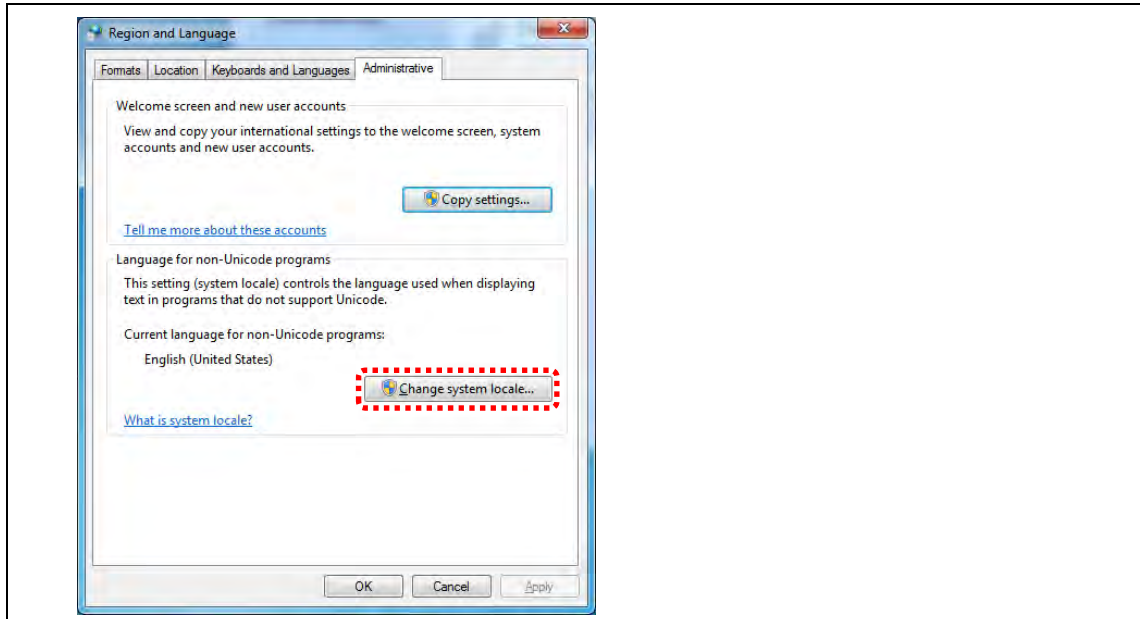 Region and Language
Formats Location Keyboards and Languages Administrative
Welcome screen and new user accounts
View and copy your international settings to the welcome screen, system
accounts and new user accounts.
Copy settings...
Tell me more about these accounts
Language for non-Unicode programs
This setting (system locale) controls the language used when displaying
text in programs that do not support Unicode.
Current language for non-Unicode programs:
English (United States)
Change system locale...
What is system locale?
OK Cancel Apply